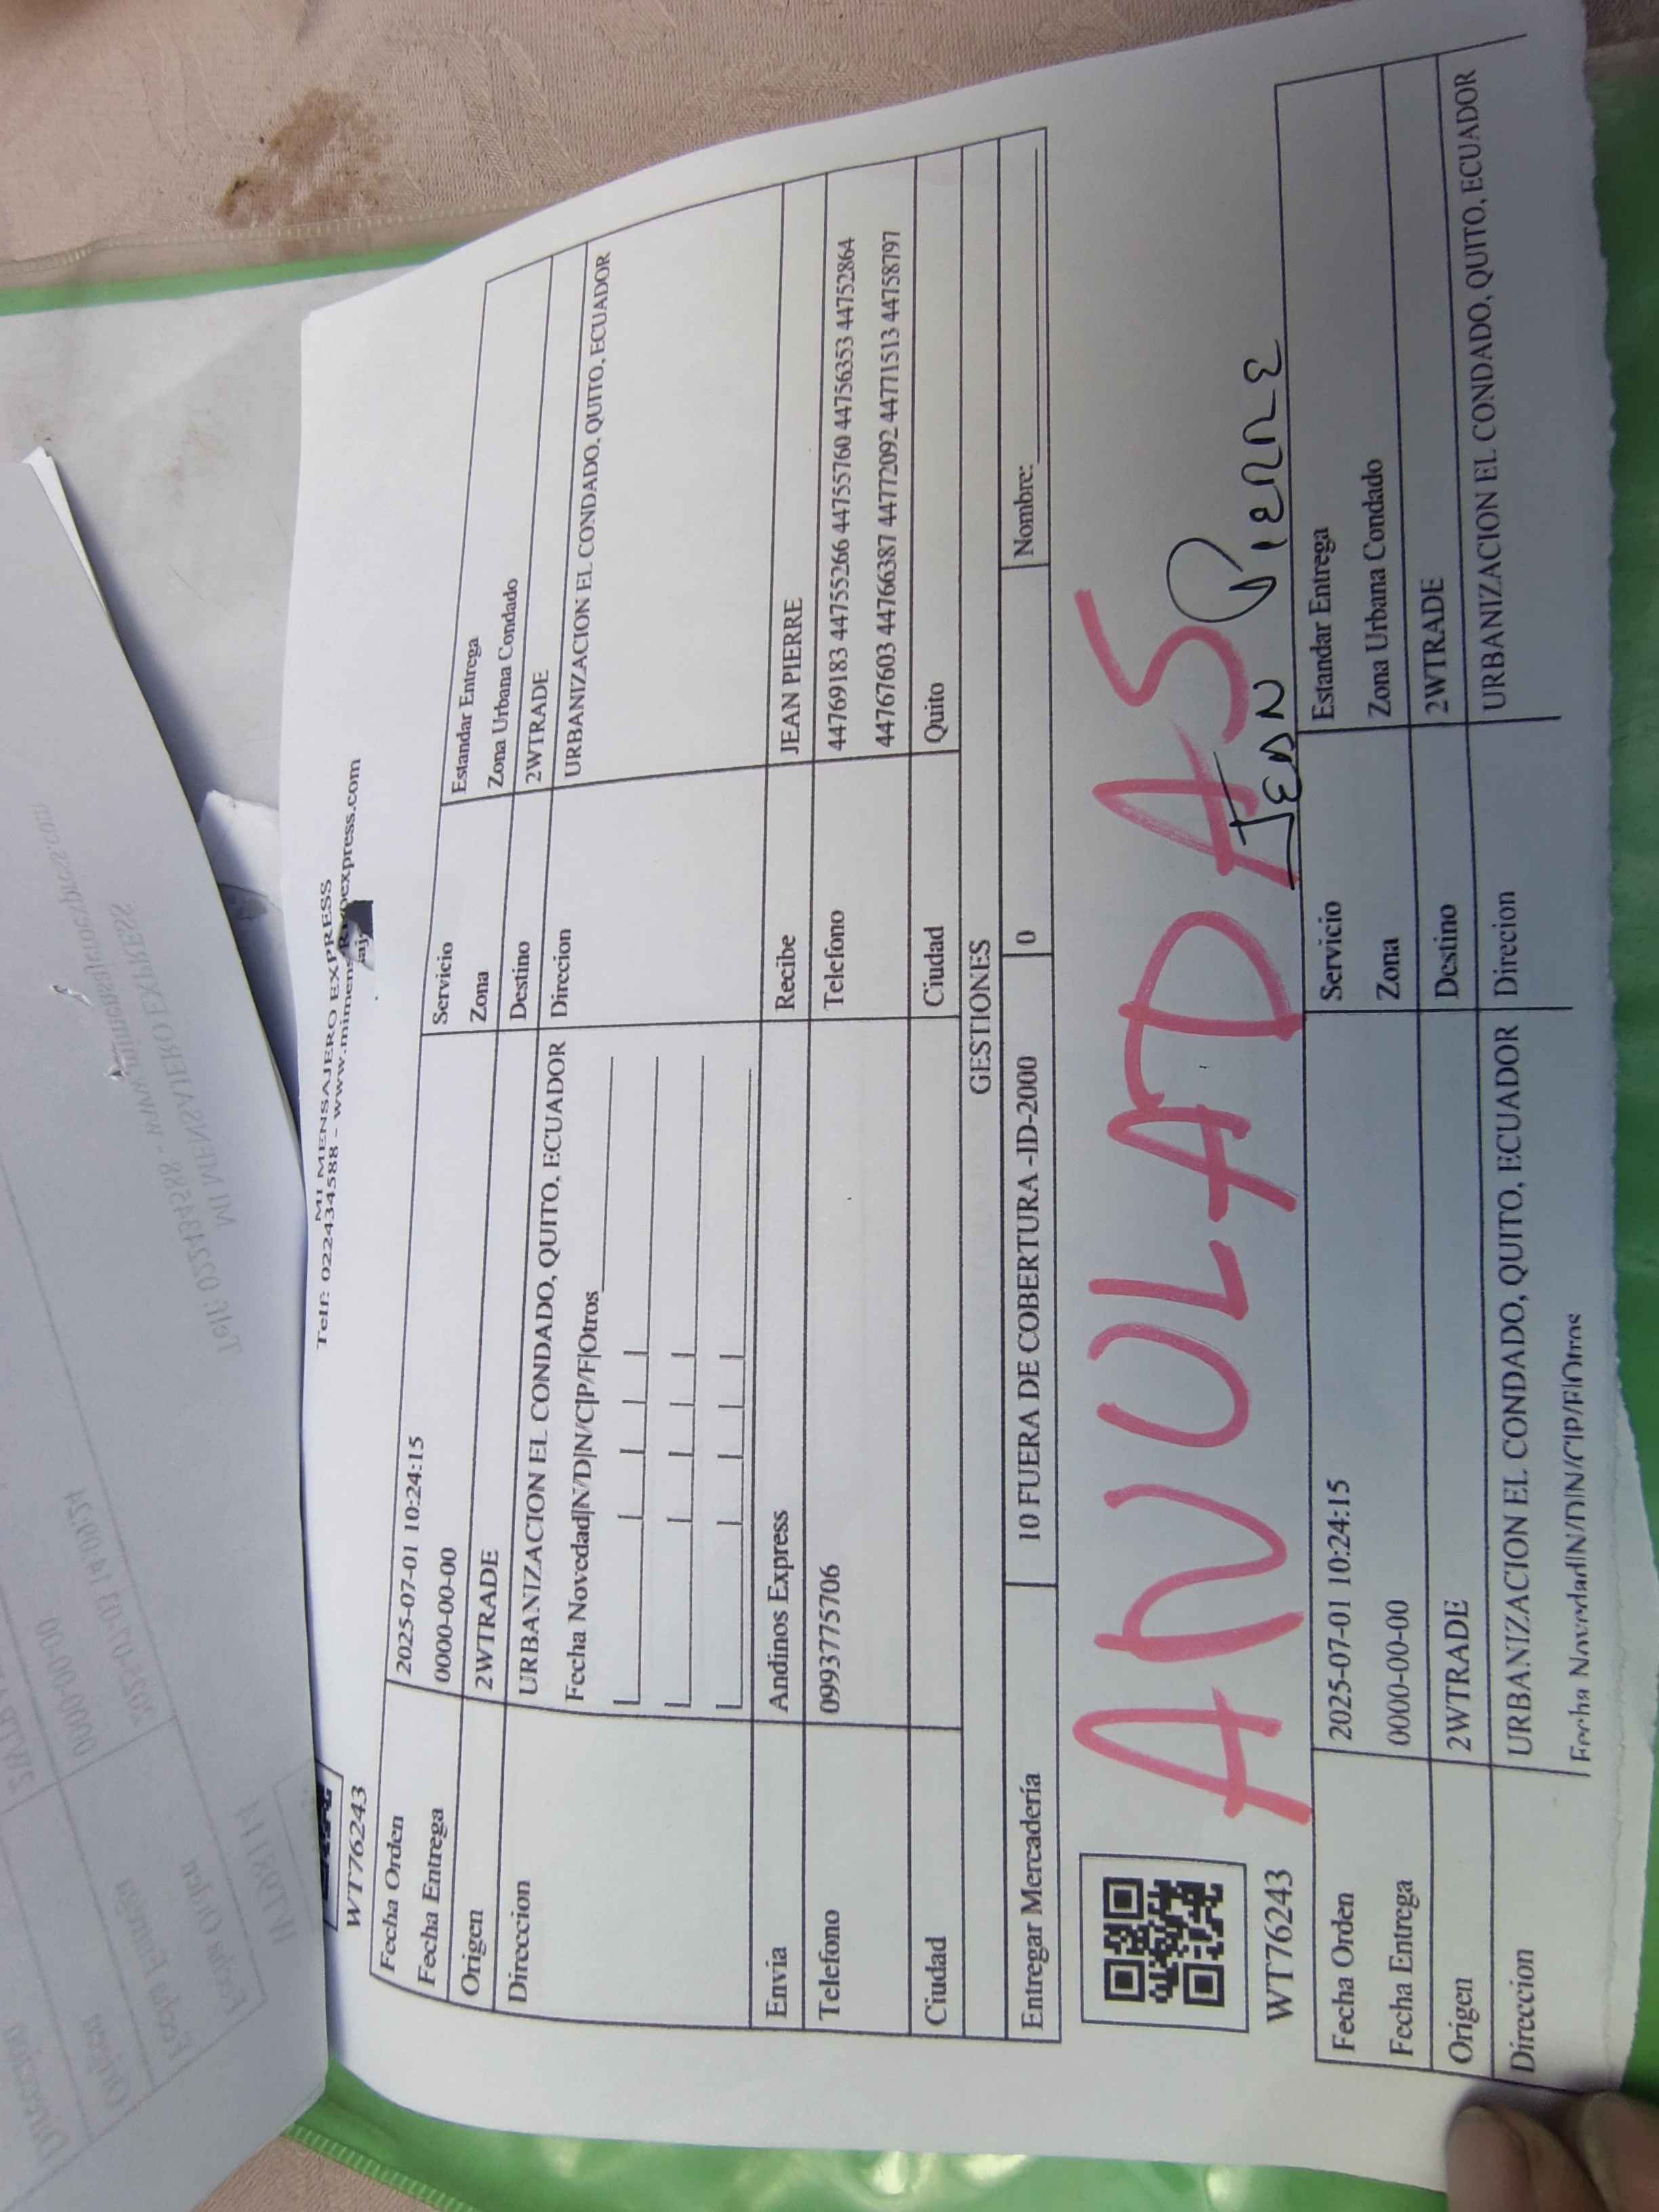 MI MENSAJERO EXPRESS
Telf: 022434588 - www.mimens express.com
WT76243
Fecha Orden 2025-07-01 10:24:15 Servicio Estandar Entrega
Fecha Entrega 0000-00-00 Zona Zona Urbana Condado
Origen 2WTRADE Destino 2WTRADE
Direccion URBANIZACION EL CONDADO, QUITO, ECUADOR Direccion URBANIZACION EL CONDADO, QUITO, ECUADOR
Fecha Novedad|N/D|N/C|P/F|Otros
Envia Andinos Express Recibe JEAN PIERRE
Telefono 0993775706 Telefono 44769183 44755266 44755760 44756353 44752864
44767603 44766387 44772092 44771513 44758797
Ciudad Ciudad Quito
GESTIONES
Entregar Mercadería 10 FUERA DE COBERTURA -ID-2000 0 Nombre:
ANULADAS
JEAN PIERRE
WT76243
Fecha Orden 2025-07-01 10:24:15 Servicio Estandar Entrega
Fecha Entrega 0000-00-00 Zona Zona Urbana Condado
Origen 2WTRADE Destino 2WTRADE
Direccion URBANIZACION EL CONDADO, QUITO, ECUADOR Direcion URBANIZACION EL CONDADO, QUITO, ECUADOR
Fecha Novedad|N/D|N/C|P/F|Otros